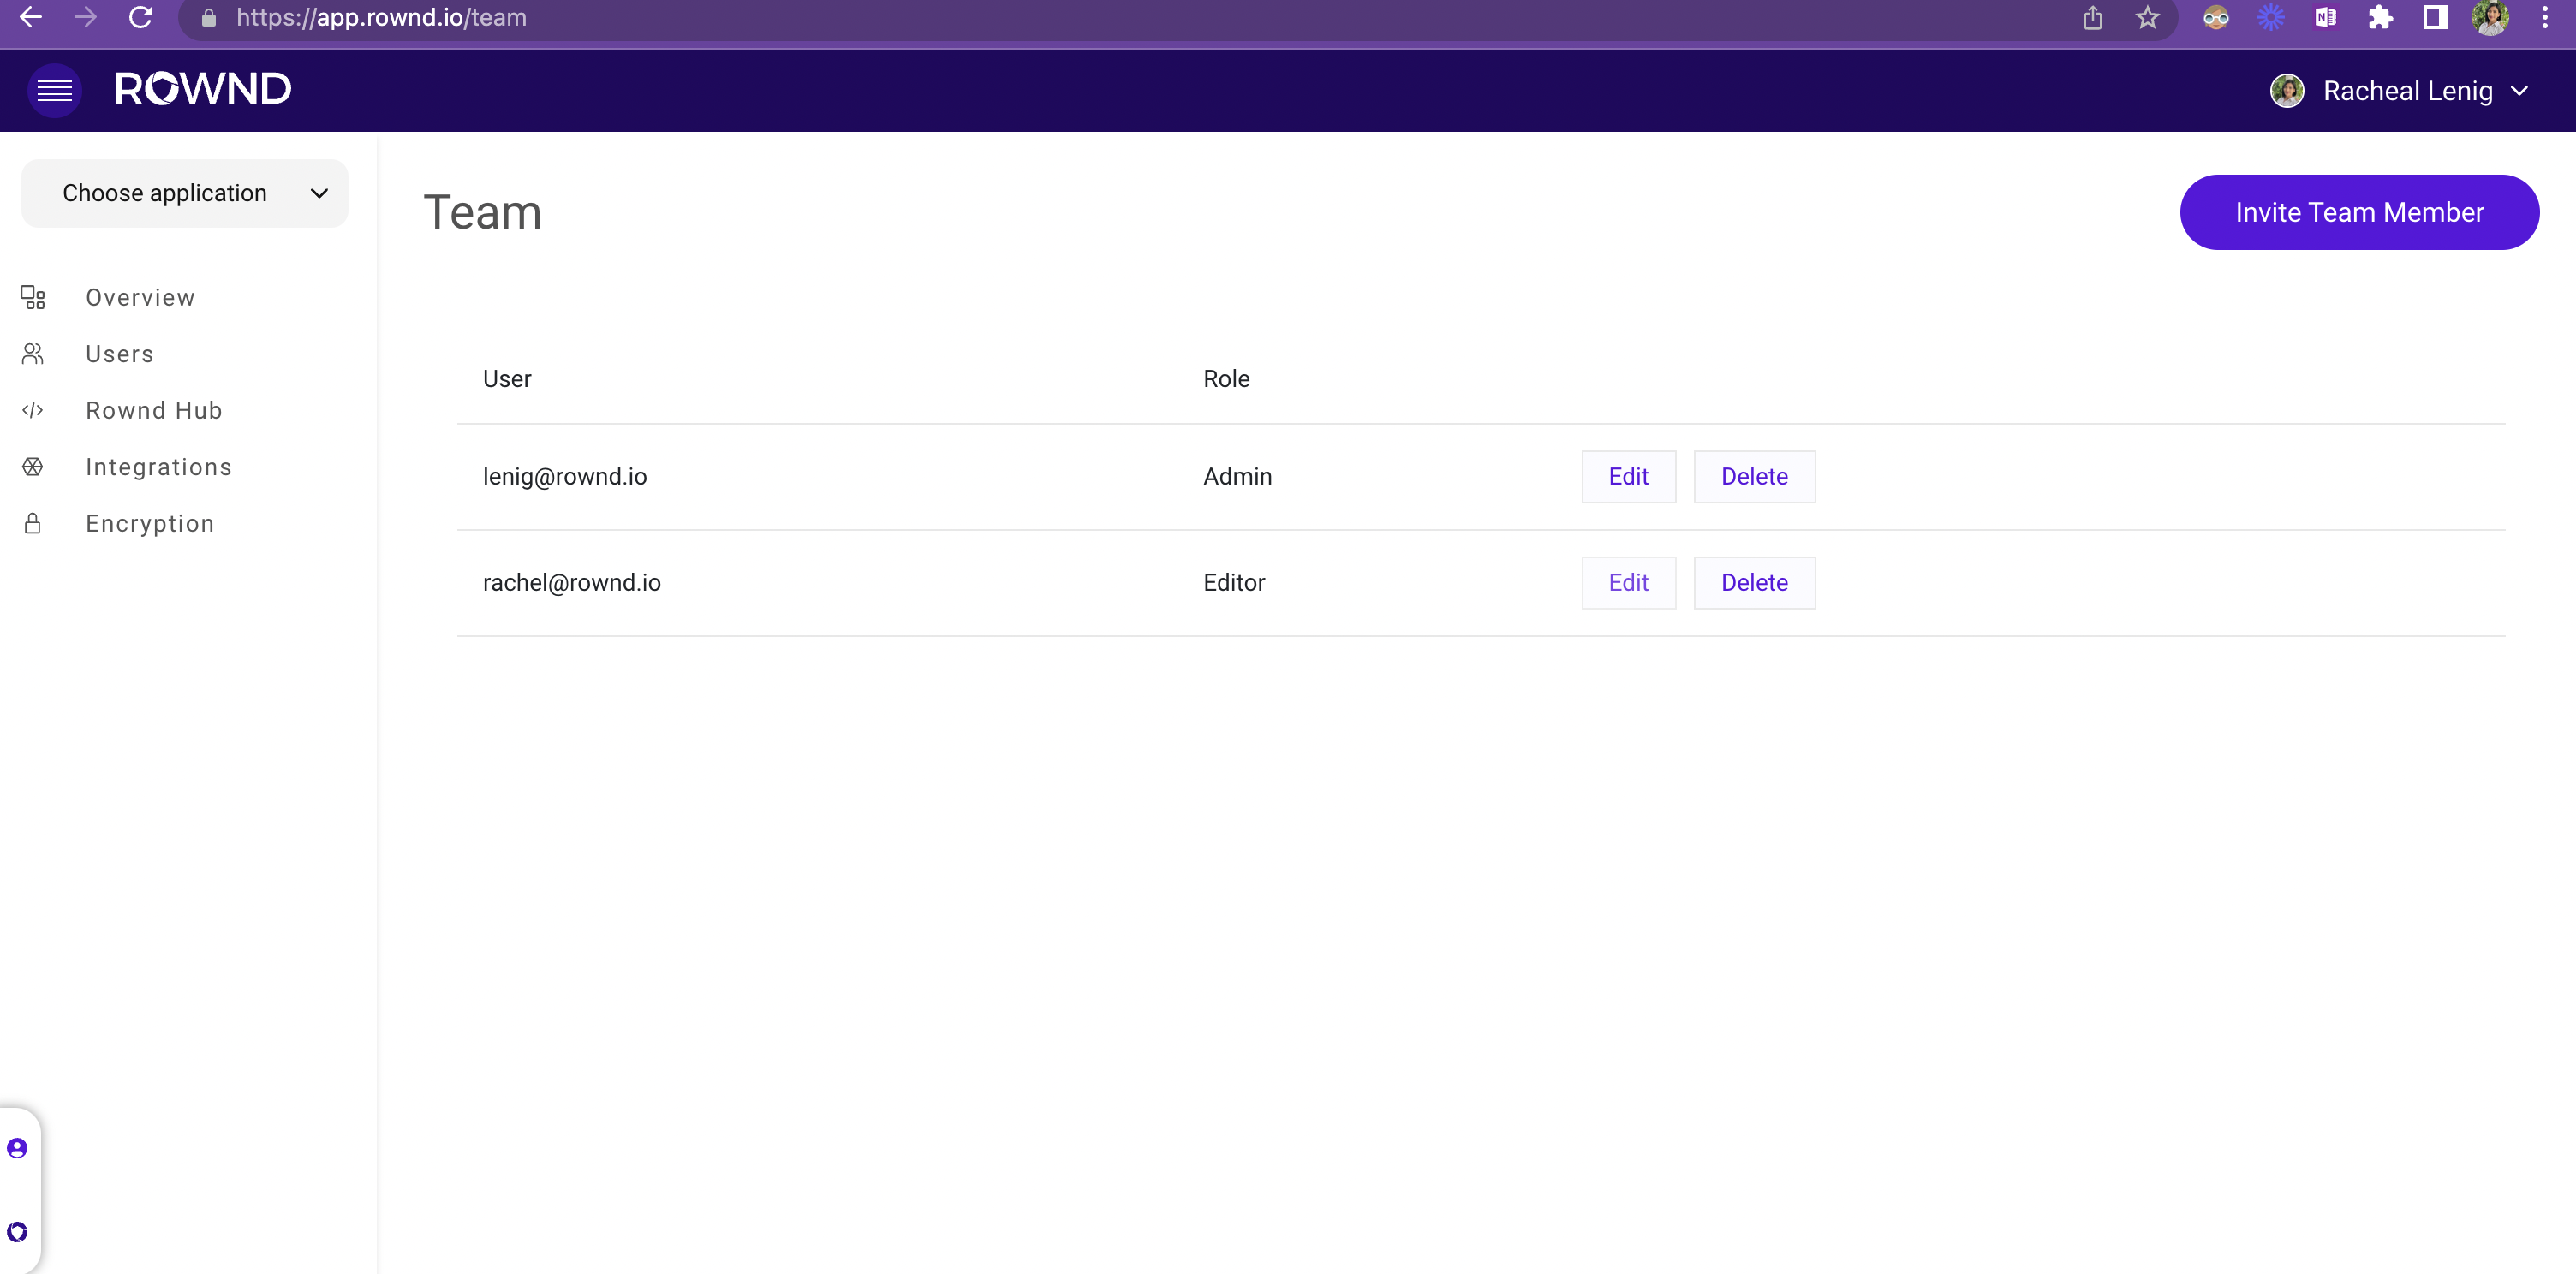 https://app.rownd.io/team
ROWND
Racheal Lenig
Choose application
Team
Invite Team Member
Overview
Users
Rownd Hub
Integrations
Encryption
User Role
lenig@rownd.io Admin Edit Delete
rachel@rownd.io Editor Edit Delete